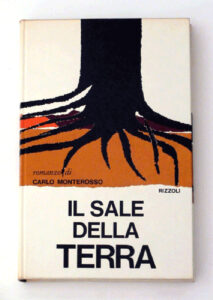 romanzo di
CARLO MONTEROSSO
RIZZOLI
IL SALE
DELLA
TERRA